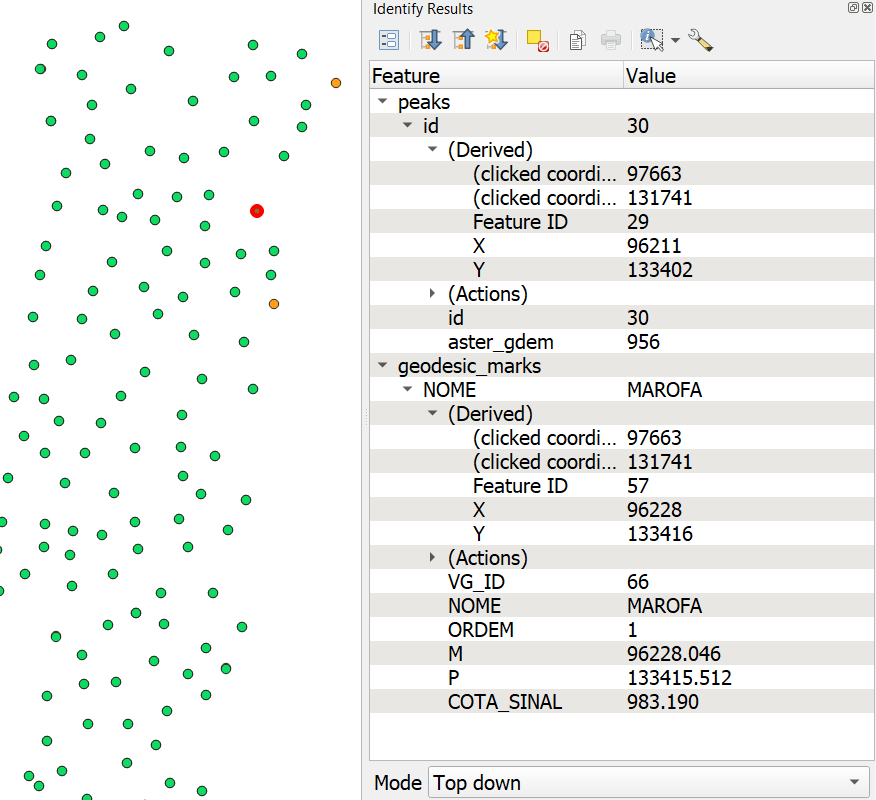 Identify Results
Feature Value
peaks
id 30
(Derived)
(clicked coordi... 97663
(clicked coordi... 131741
Feature ID 29
X 96211
Y 133402
(Actions)
id 30
aster_gdem 956
geodesic_marks
NOME MAROFA
(Derived)
(clicked coordi... 97663
(clicked coordi... 131741
Feature ID 57
X 96228
Y 133416
(Actions)
VG_ID 66
NOME MAROFA
ORDEM 1
M 96228.046
P 133415.512
COTA_SINAL 983.190
Mode Top down